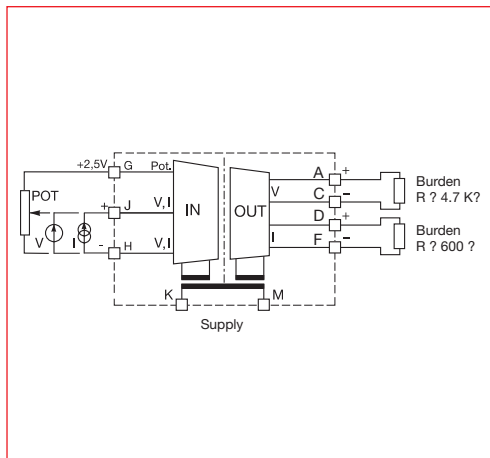 +2,5V G Pot.
POT
+ J V,I
V I
- H V,I
IN OUT
A +
V
C −
D +
I
F −
Burden
R ? 4.7 K?
Burden
R ? 600 ?
K M
Supply